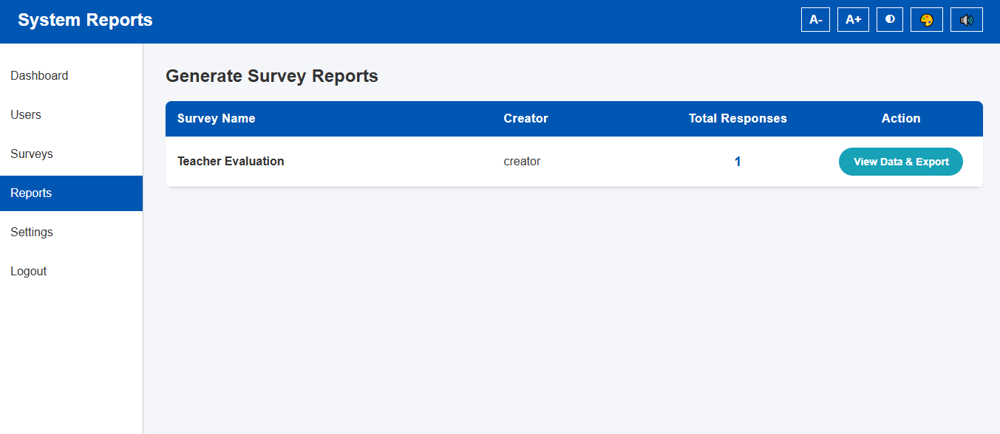 System Reports
A-
A+
Dashboard
Users
Surveys
Reports
Settings
Logout
Generate Survey Reports
Survey Name Creator Total Responses Action
Teacher Evaluation creator 1 View Data & Export